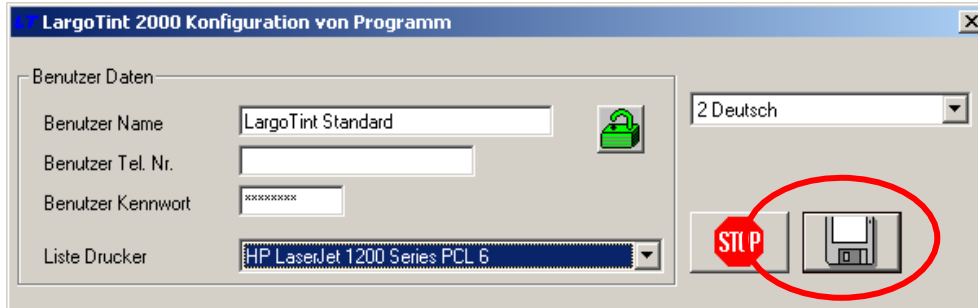 LT LargoTint 2000 Konfiguration von Programm
Benutzer Daten
Benutzer Name LargoTint Standard
2 Deutsch
Benutzer Tel. Nr.
Benutzer Kennwort ********
Liste Drucker HP LaserJet 1200 Series PCL 6
STOP